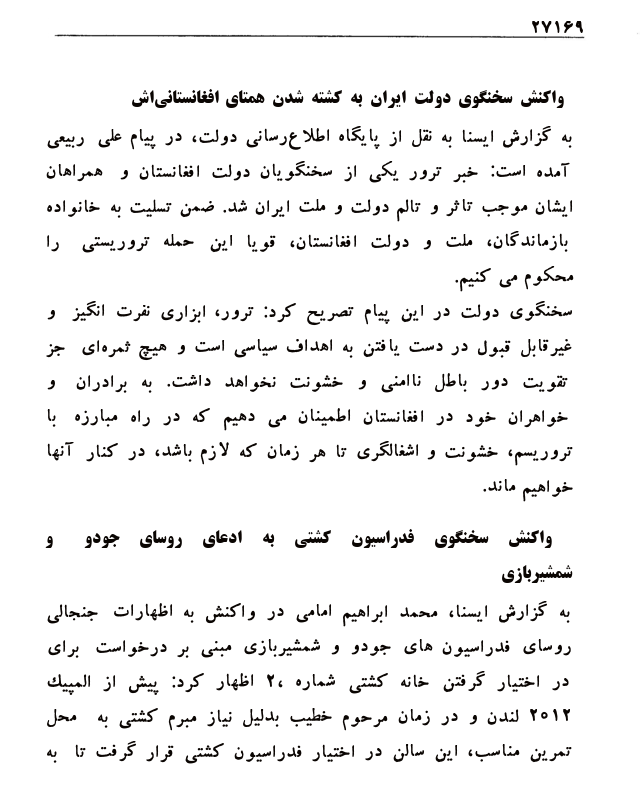 ۲۷۱۶۹
واکنش سخنگوی دولت ایران به کشته شدن همتای افغانستانی‌اش
به گزارش ایسنا به نقل از پایگاه اطلاع‌رسانی دولت، در پیام علی ربیعی
آمده است: خبر ترور یکی از سخنگویان دولت افغانستان و همراهان
ایشان موجب تاثر و تالم دولت و ملت ایران شد. ضمن تسلیت به خانواده
بازماندگان، ملت و دولت افغانستان، قویا این حمله تروریستی را
محکوم می کنیم.
سخنگوی دولت در این پیام تصریح کرد: ترور، ابزاری نفرت انگیز و
غیرقابل قبول در دست یافتن به اهداف سیاسی است و هیچ ثمره‌ای جز
تقویت دور باطل ناامنی و خشونت نخواهد داشت. به برادران و
خواهران خود در افغانستان اطمینان می دهیم که در راه مبارزه با
تروریسم، خشونت و اشغالگری تا هر زمان که لازم باشد، در کنار آنها
خواهیم ماند.
واکنش سخنگوی فدراسیون کشتی به ادعای روسای جودو و
شمشیربازی
به گزارش ایسنا، محمد ابراهیم امامی در واکنش به اظهارات جنجالی
روسای فدراسیون های جودو و شمشیربازی مبنی بر درخواست برای
در اختیار گرفتن خانه کشتی شماره ۲، اظهار کرد: پیش از المپیک
۲۰۱۲ لندن و در زمان مرحوم خطیب بدلیل نیاز مبرم کشتی به محل
تمرین مناسب، این سالن در اختیار فدراسیون کشتی قرار گرفت تا به